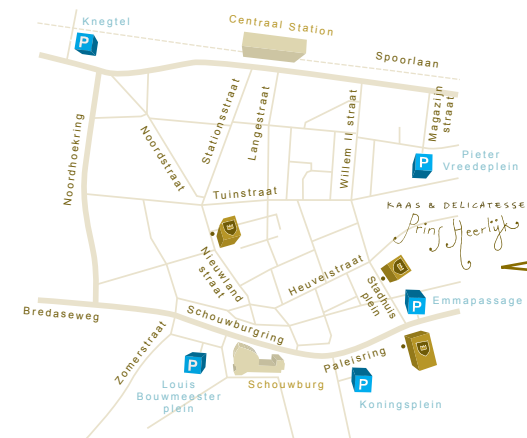 Knegtel
P
Centraal Station
Spoorlaan
Noordhoekring
Noordstraat
Stationsstraat
Langestraat
Willem II straat
Magazijn
straat
P
Pieter
Vreedeplein
Tuinstraat
KAAS & DELICATESSE
Prins Heerlijk
Nieuwland
straat
Heuvelstraat
Stadhuis
plein
P
Emmapassage
Bredaseweg
Schouwburgring
Zomerstraat
P
Louis
Bouwmeester
plein
Schouwburg
Paleisring
P
Koningsplein